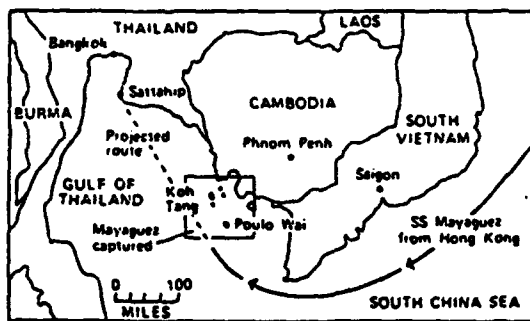 THAILAND
LAOS
Bangkok
Sattahip
BURMA
CAMBODIA
SOUTH
VIETNAM
Projected
route
Phnom Penh
GULF OF
THAILAND
Koh
Tang
Saigon
Mayaguez
captured
Poulo Wai
SS Mayaguez
from Hong Kong
0 100
MILES
SOUTH CHINA SEA